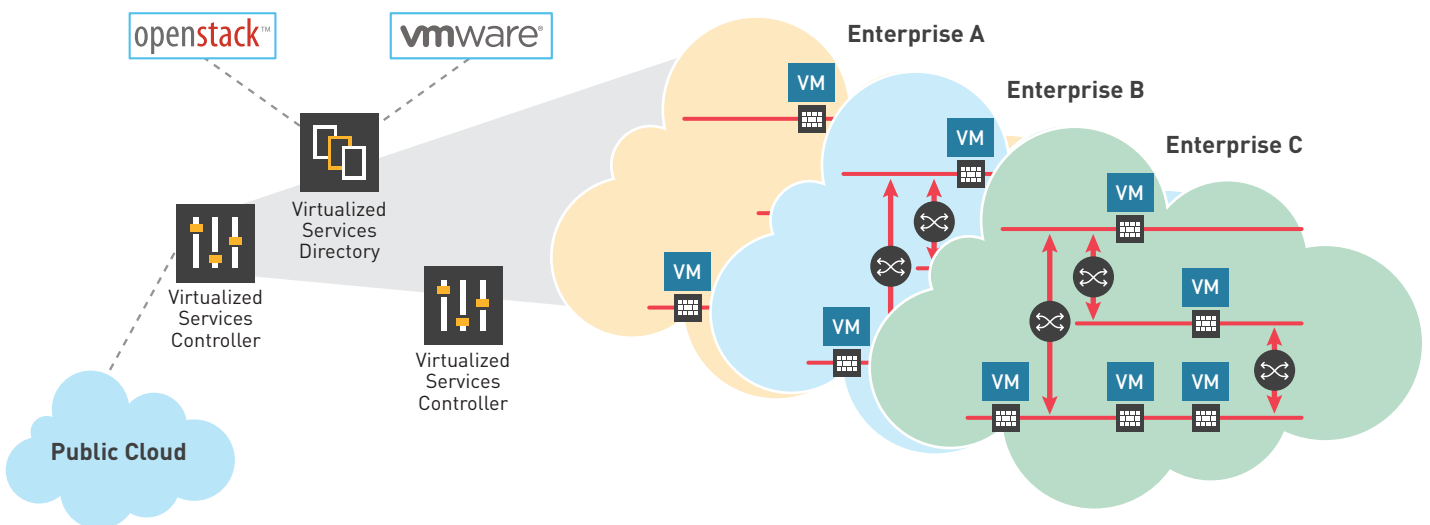 openstack™
vmware®
Enterprise A
Enterprise B
Enterprise C
VM
VM
VM
VM
VM
VM
VM
VM
VM
Virtualized
Services
Directory
Virtualized
Services
Controller
Virtualized
Services
Controller
Public Cloud